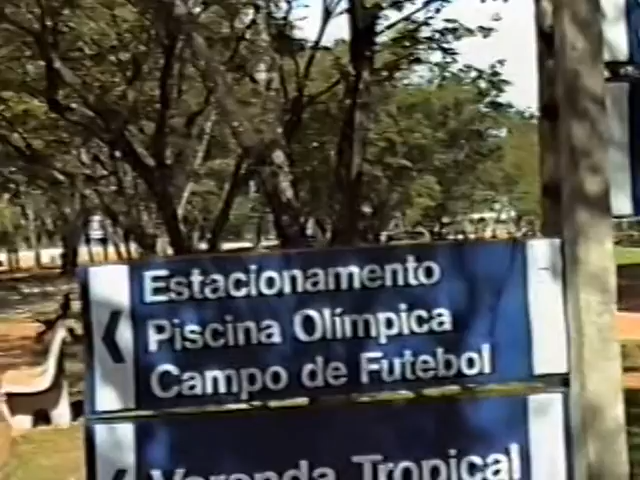 Estacionamento
Piscina Olímpica
Campo de Futebol
Varanda Tropical